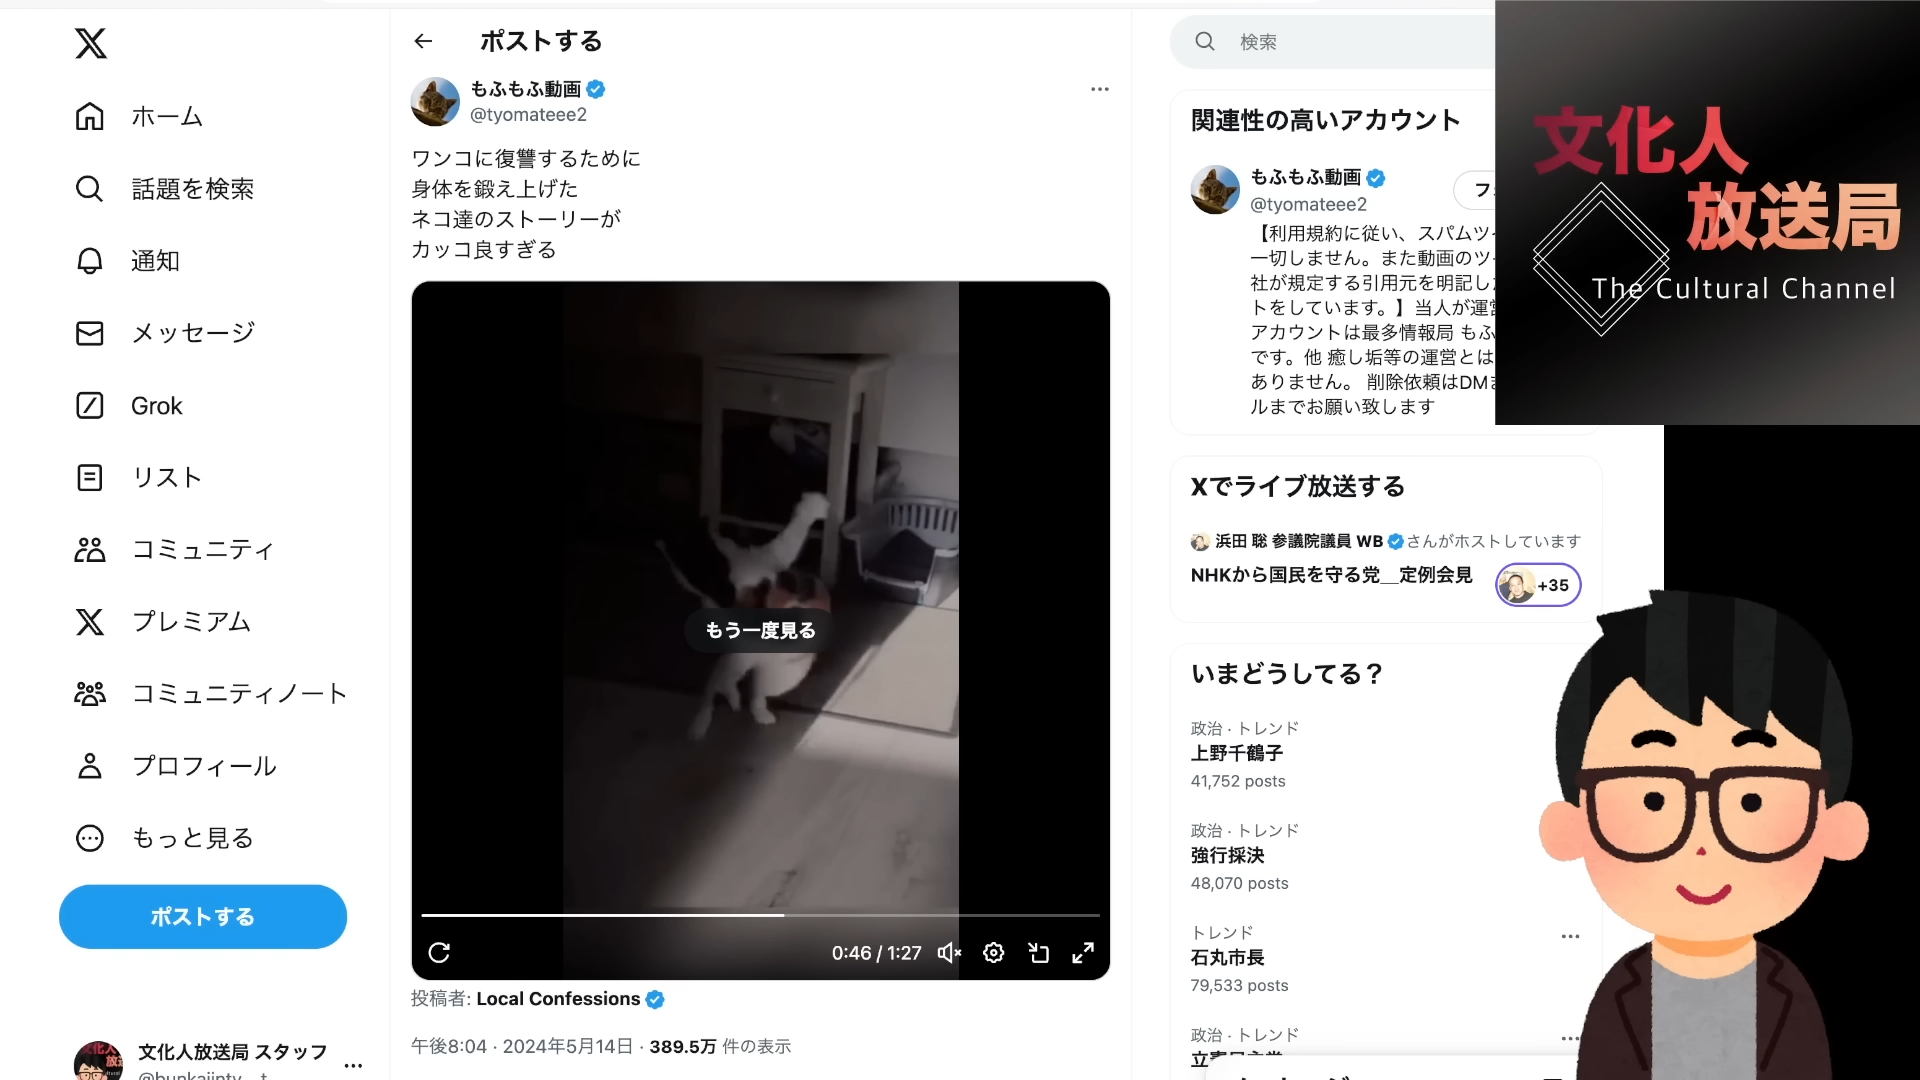 ホーム
話題を検索
通知
メッセージ
Grok
リスト
コミュニティ
プレミアム
コミュニティノート
プロフィール
もっと見る
ポストする
文化人放送局 スタッフ
ポストする
もふもふ動画
@tyomateee2
ワンコに復讐するために
身体を鍛え上げた
ネコ達のストーリーが
カッコ良すぎる
もう一度見る
0:46 / 1:27
投稿者: Local Confessions
午後8:04 · 2024年5月14日 · 389.5万 件の表示
検索
関連性の高いアカウント
もふもふ動画
@tyomateee2
フ
【利用規約に従い、スパムツ
一切しません。また動画のツ
社が規定する引用元を明記し
トをしています。】当人が運営
アカウントは最多情報局 もふ
です。他 癒し垢等の運営とは
ありません。 削除依頼はDM
ルまでお願い致します
Xでライブ放送する
浜田 聡 参議院議員 WB さんがホストしています
NHKから国民を守る党__定例会見
+35
いまどうしてる？
政治 · トレンド
上野千鶴子
41,752 posts
政治 · トレンド
強行採決
48,070 posts
トレンド
石丸市長
79,533 posts
政治 · トレンド
文化人
放送局
The Cultural Channel